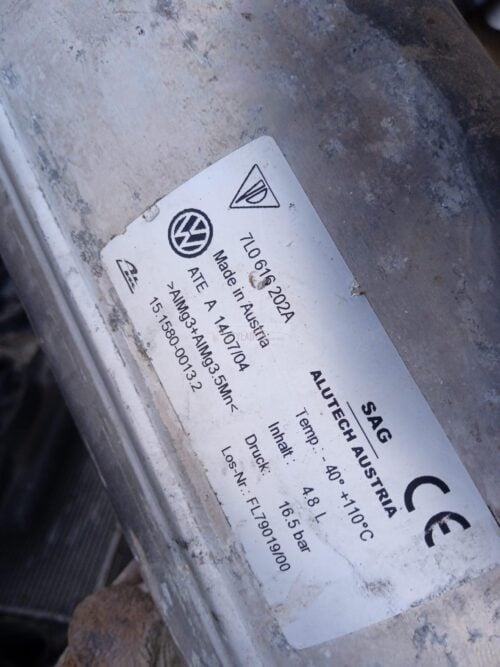 7L0 616 202A
Made in Austria
ATE A 14/07/04
>AlMg3+AlMg3.5Mn<
15.1580-0013.2
SAG
ALUTECH AUSTRIA
Temp.: - 40° +110°C
Inhalt: 4.8 L
Druck: 16.5 bar
Los-Nr.: FL79019/00
CE